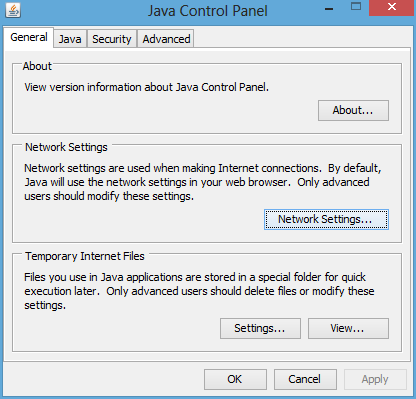 Java Control Panel
General Java Security Advanced
About
View version information about Java Control Panel.
About...
Network Settings
Network settings are used when making Internet connections. By default,
Java will use the network settings in your web browser. Only advanced
users should modify these settings.
Network Settings...
Temporary Internet Files
Files you use in Java applications are stored in a special folder for quick
execution later. Only advanced users should delete files or modify these
settings.
Settings... View...
OK Cancel Apply